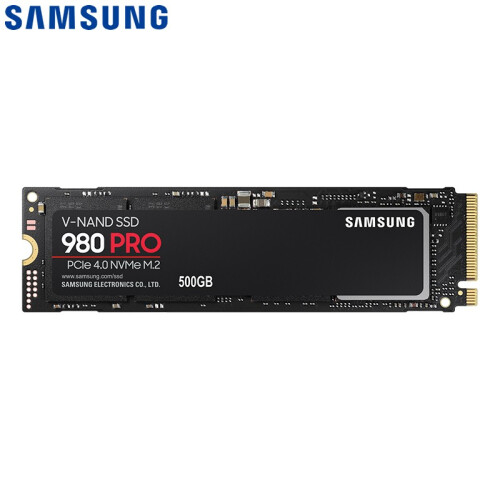 SAMSUNG
V-NAND SSD
980 PRO
PCIe 4.0 NVMe M.2
www.samsung.com/ssd
SAMSUNG ELECTRONICS CO., LTD.
500GB
SAMSUNG